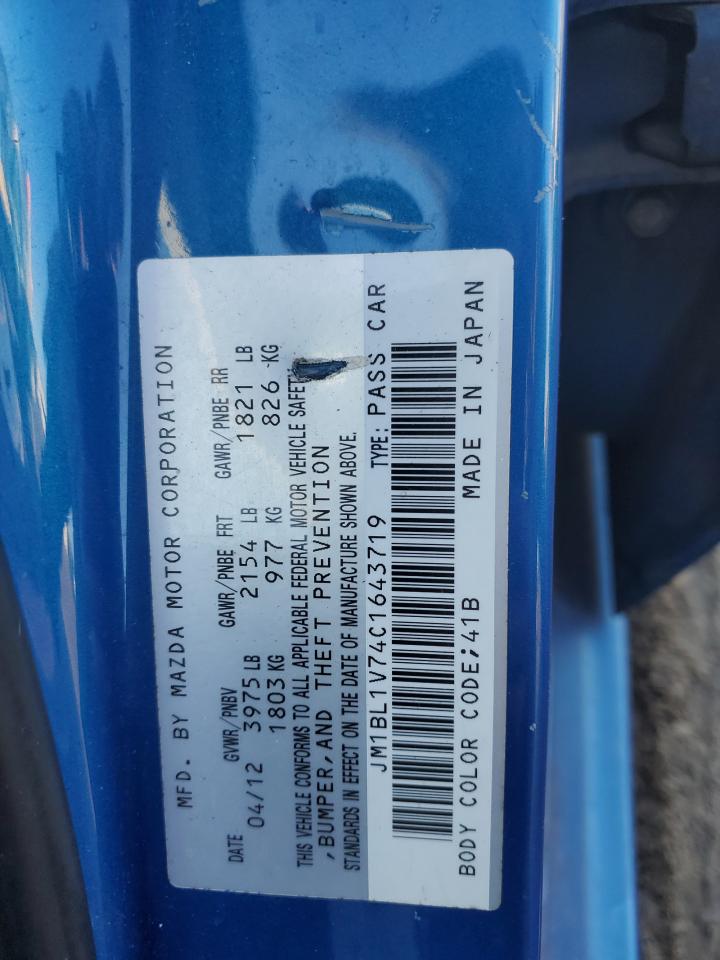 MFD. BY MAZDA MOTOR CORPORATION
DATE GVWR/PNBV GAWR/PNBE FRT GAWR/PNBE RR
04/12 3975 LB 2154 LB 1821 LB
1803 KG 977 KG 826 KG
THIS VEHICLE CONFORMS TO ALL APPLICABLE FEDERAL MOTOR VEHICLE SAFET
,BUMPER,AND THEFT PREVENTION
STANDARDS IN EFFECT ON THE DATE OF MANUFACTURE SHOWN ABOVE.
JM1BL1V74C1643719 TYPE: PASS CAR
BODY COLOR CODE;41B MADE IN JAPAN